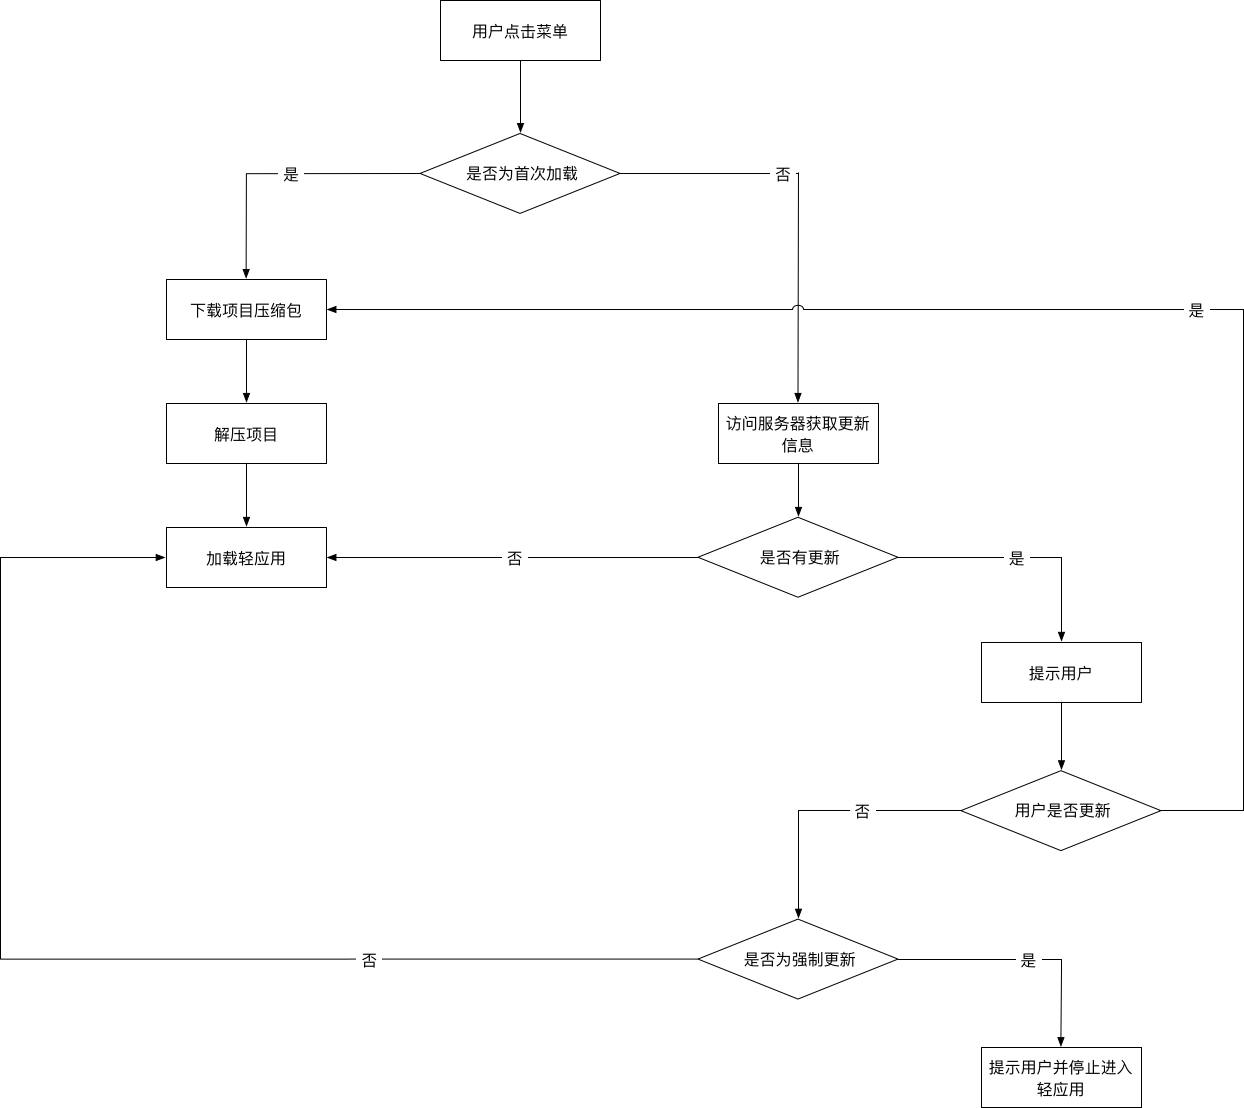 用户点击菜单
是否为首次加载
是
否
下载项目压缩包
是
解压项目
访问服务器获取更新
信息
加载轻应用
否
是否有更新
是
提示用户
否
用户是否更新
否
是否为强制更新
是
提示用户并停止进入
轻应用